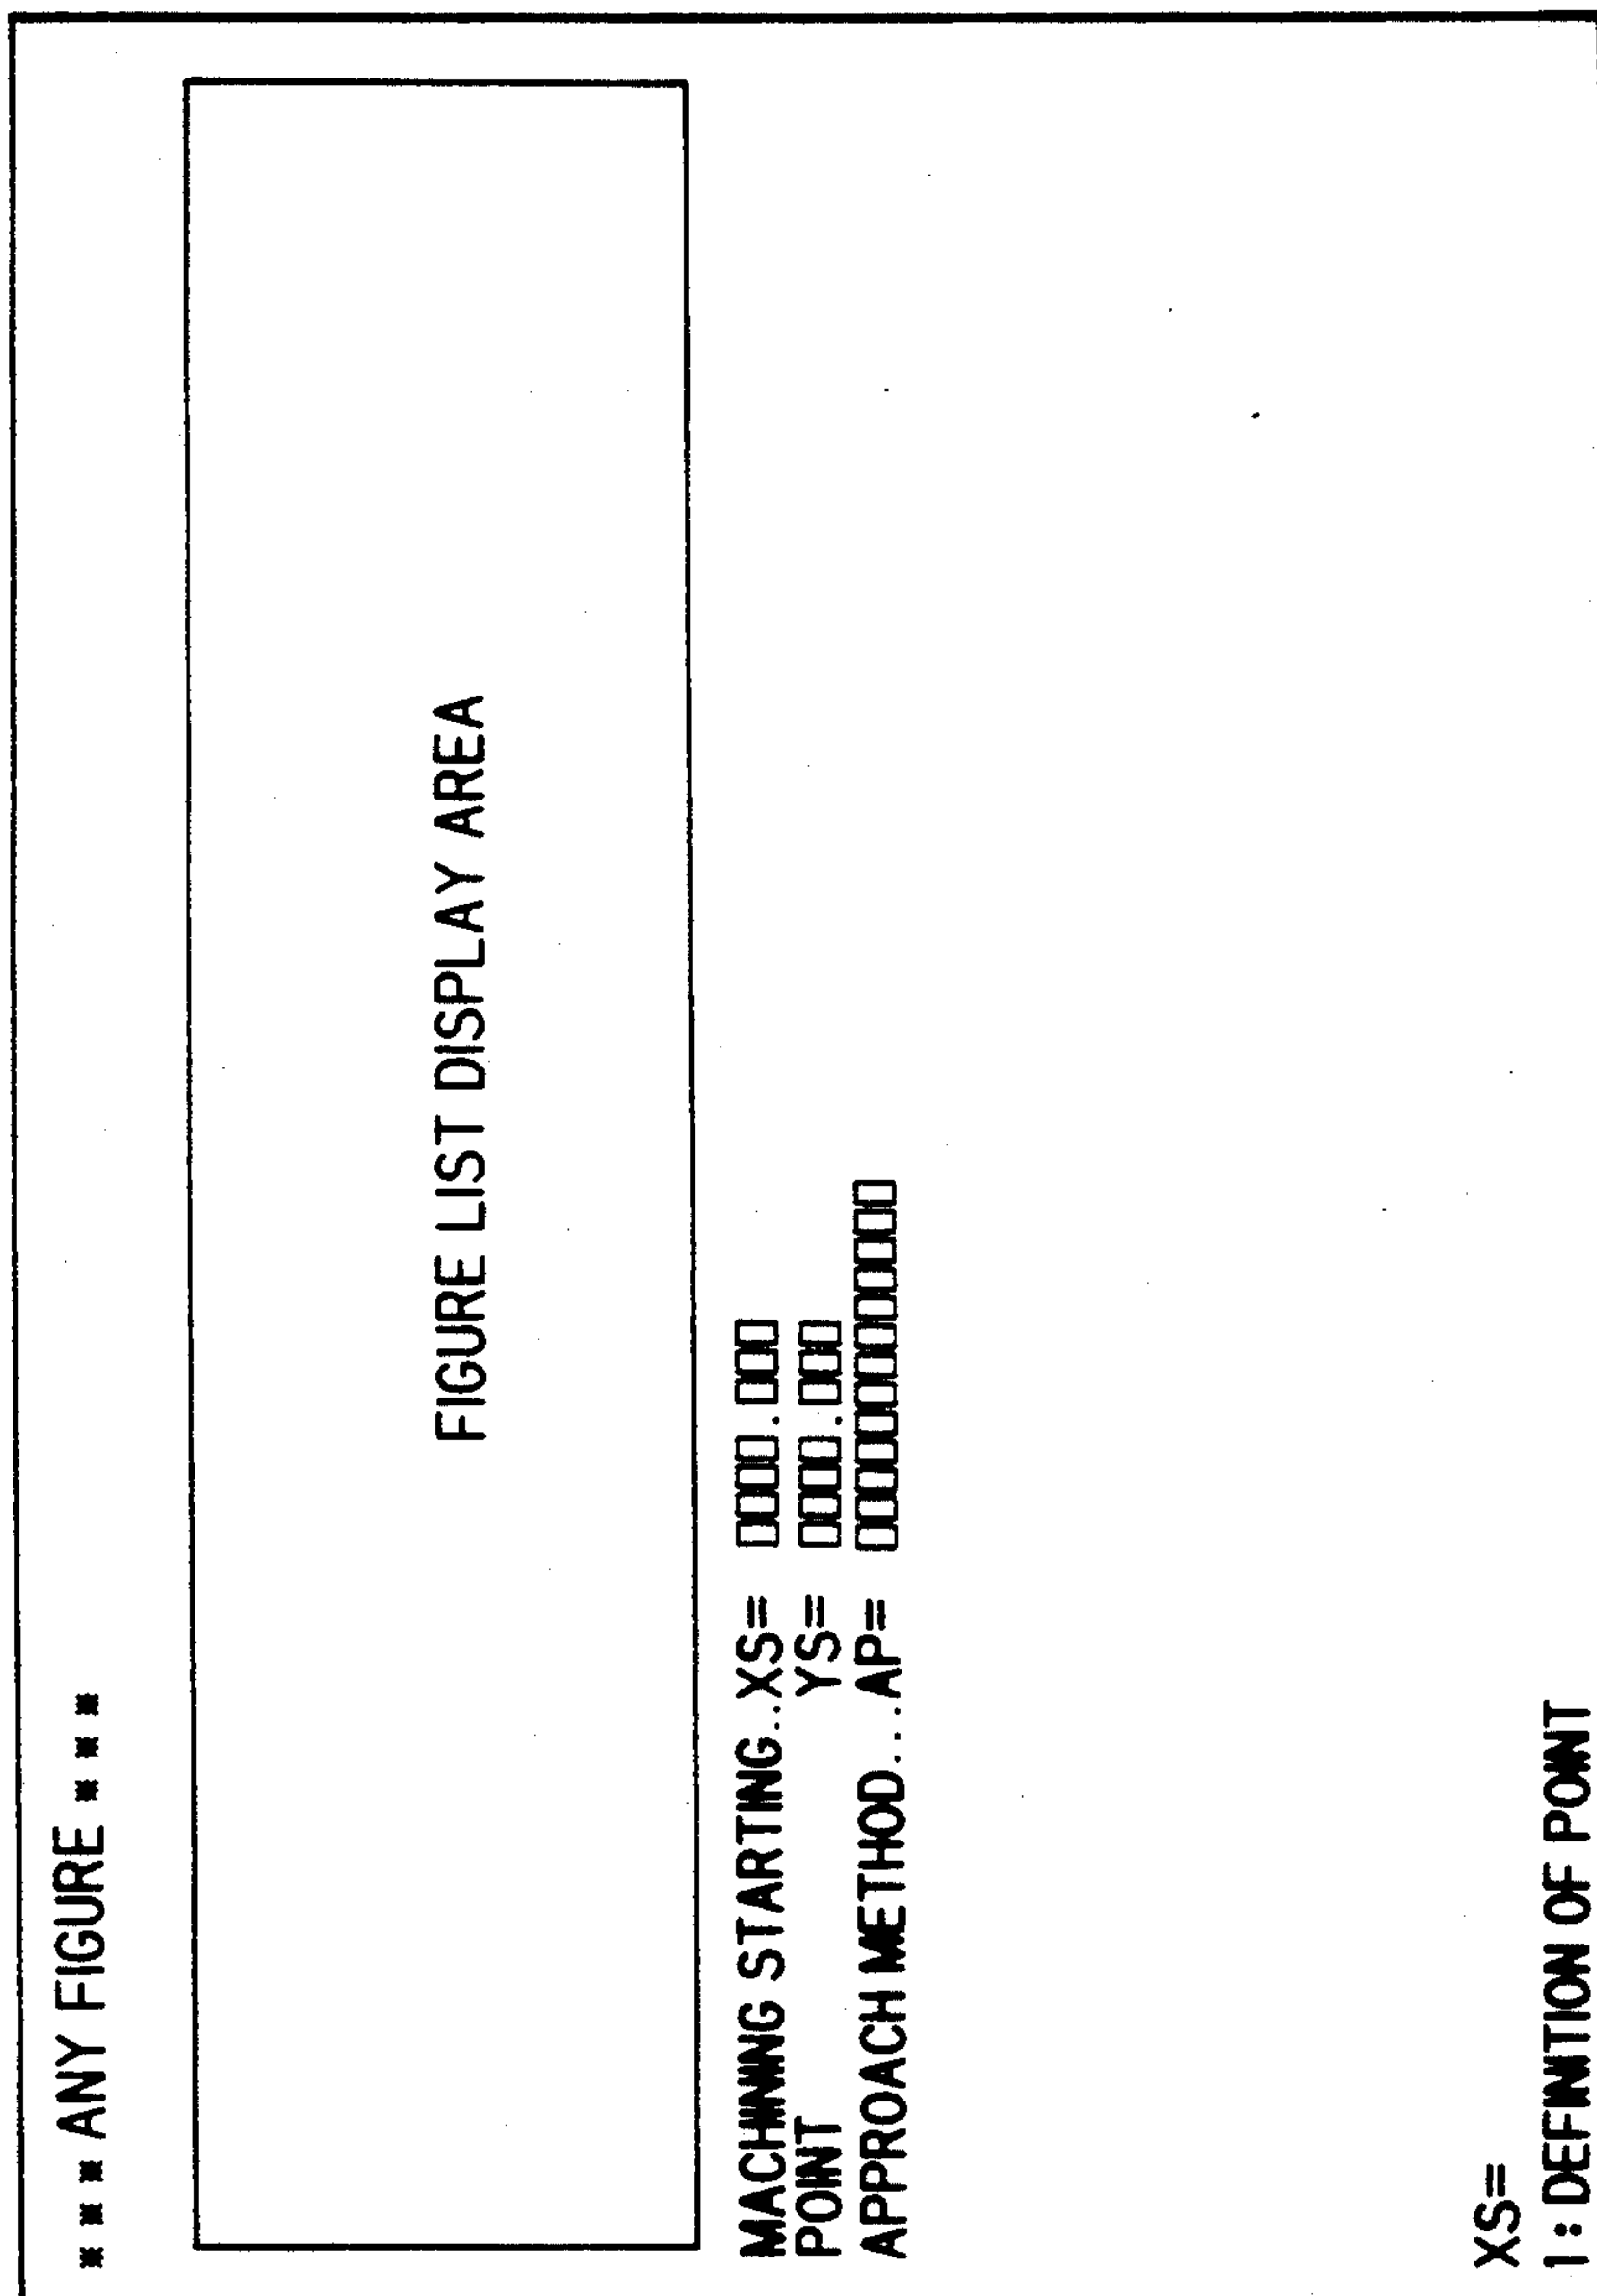 * * * ANY FIGURE * * *
FIGURE LIST DISPLAY AREA
MACHINING STARTING..XS= □□□□.□□□
POINT YS= □□□□.□□□
APPROACH METHOD...AP= □□□□□□□□□□□□□
XS=
1: DEFINITION OF POINT